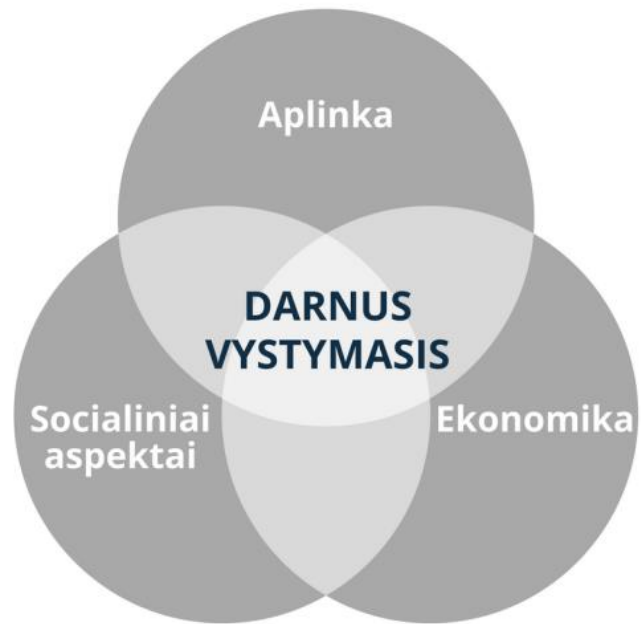 Aplinka
DARNUS
VYSTYMASIS
Socialiniai
aspektai
Ekonomika